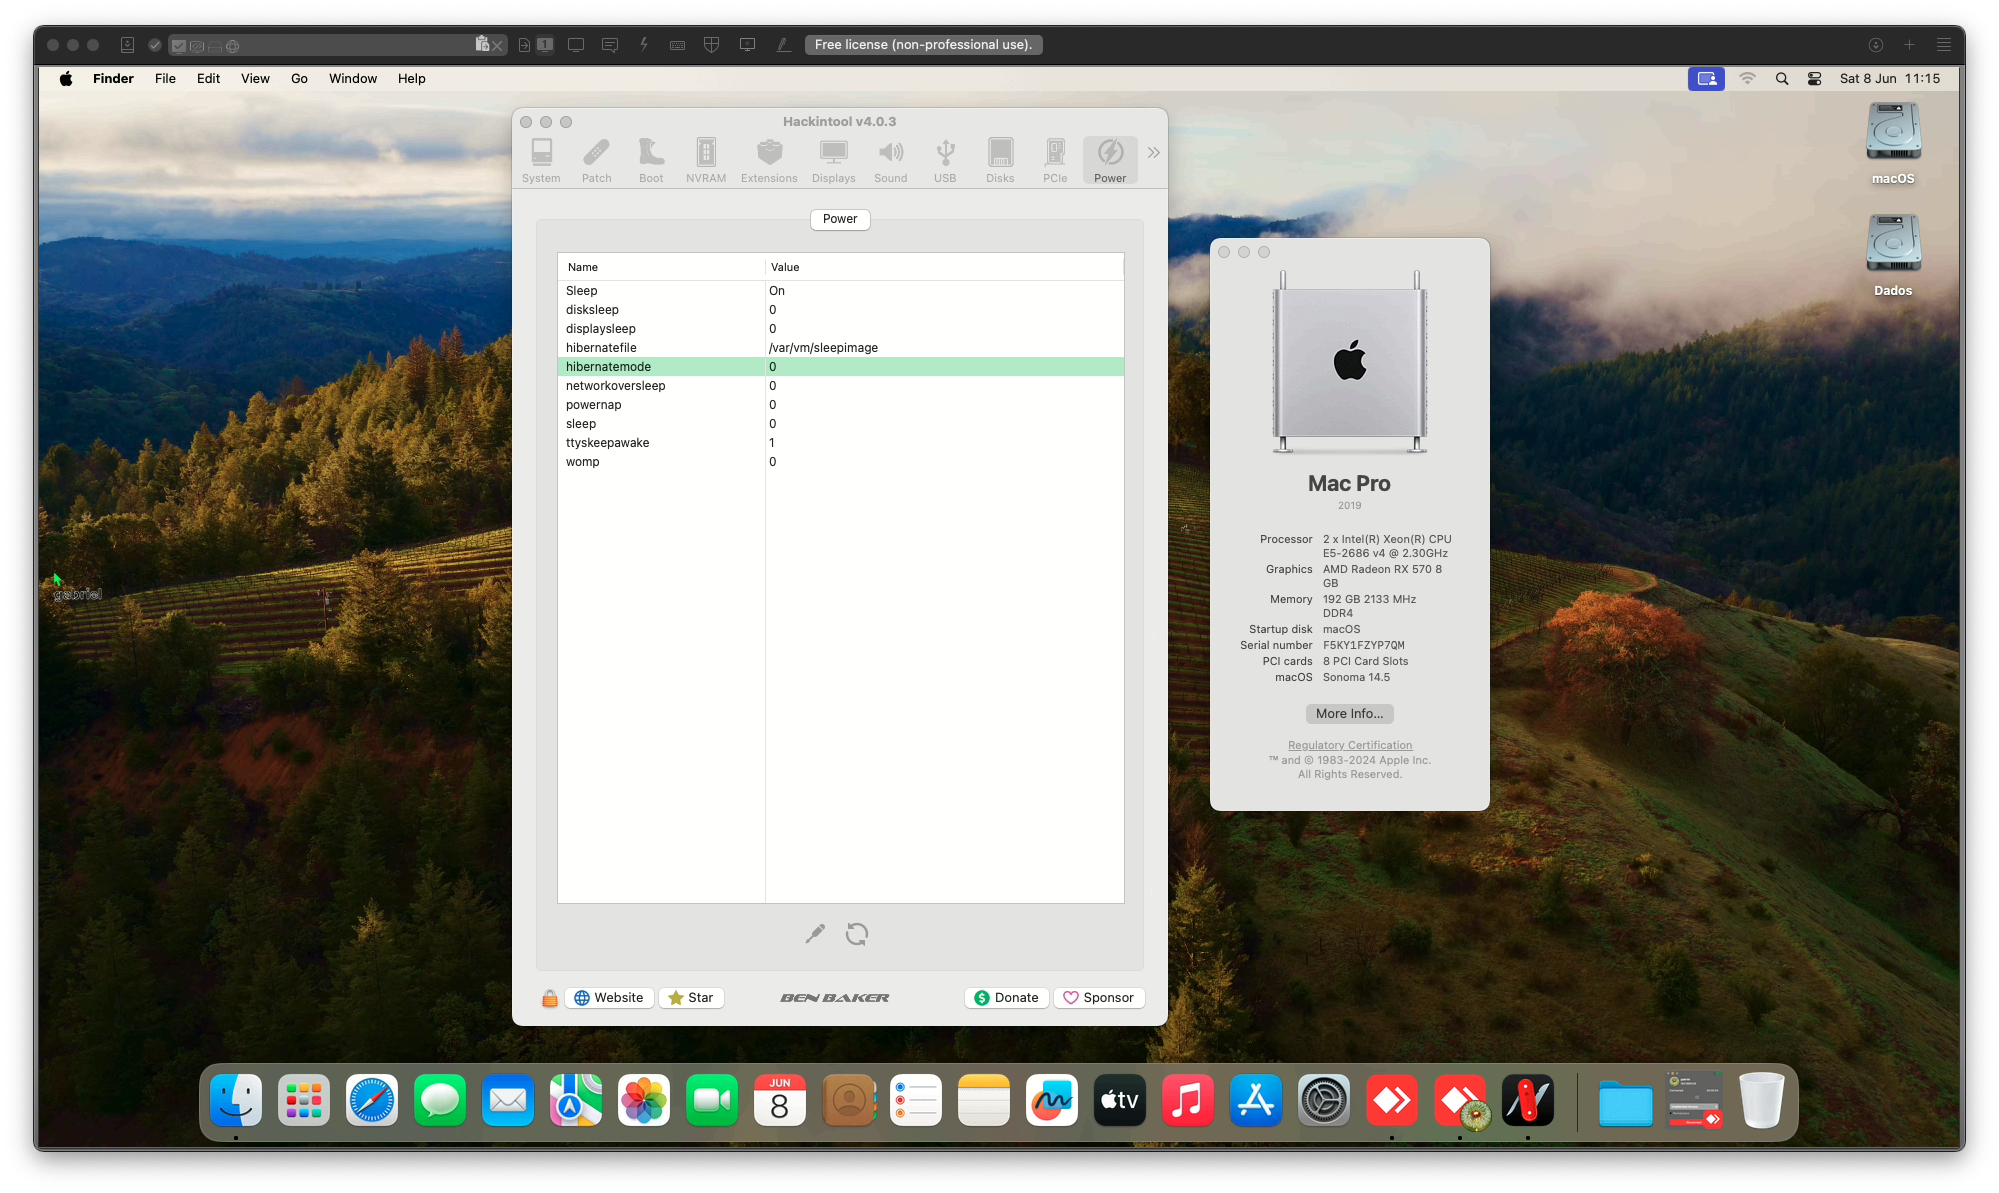 1
Free license (non-professional use).
Finder File Edit View Go Window Help
Sat 8 Jun 11:15
Hackintool v4.0.3
System Patch Boot NVRAM Extensions Displays Sound USB Disks PCIe Power
Power
Name Value
Sleep On
disksleep 0
displaysleep 0
hibernatefile /var/vm/sleepimage
hibernatemode 0
networkoversleep 0
powernap 0
sleep 0
ttyskeepawake 1
womp 0
Website Star BEN BAKER Donate Sponsor
Mac Pro
2019
Processor 2 x Intel(R) Xeon(R) CPU
E5-2686 v4 @ 2.30GHz
Graphics AMD Radeon RX 570 8
GB
Memory 192 GB 2133 MHz
DDR4
Startup disk macOS
Serial number F5KY1FZYP7QM
PCI cards 8 PCI Card Slots
macOS Sonoma 14.5
More Info...
Regulatory Certification
™ and © 1983-2024 Apple Inc.
All Rights Reserved.
macOS
Dados
gabriel
JUN
8
tv